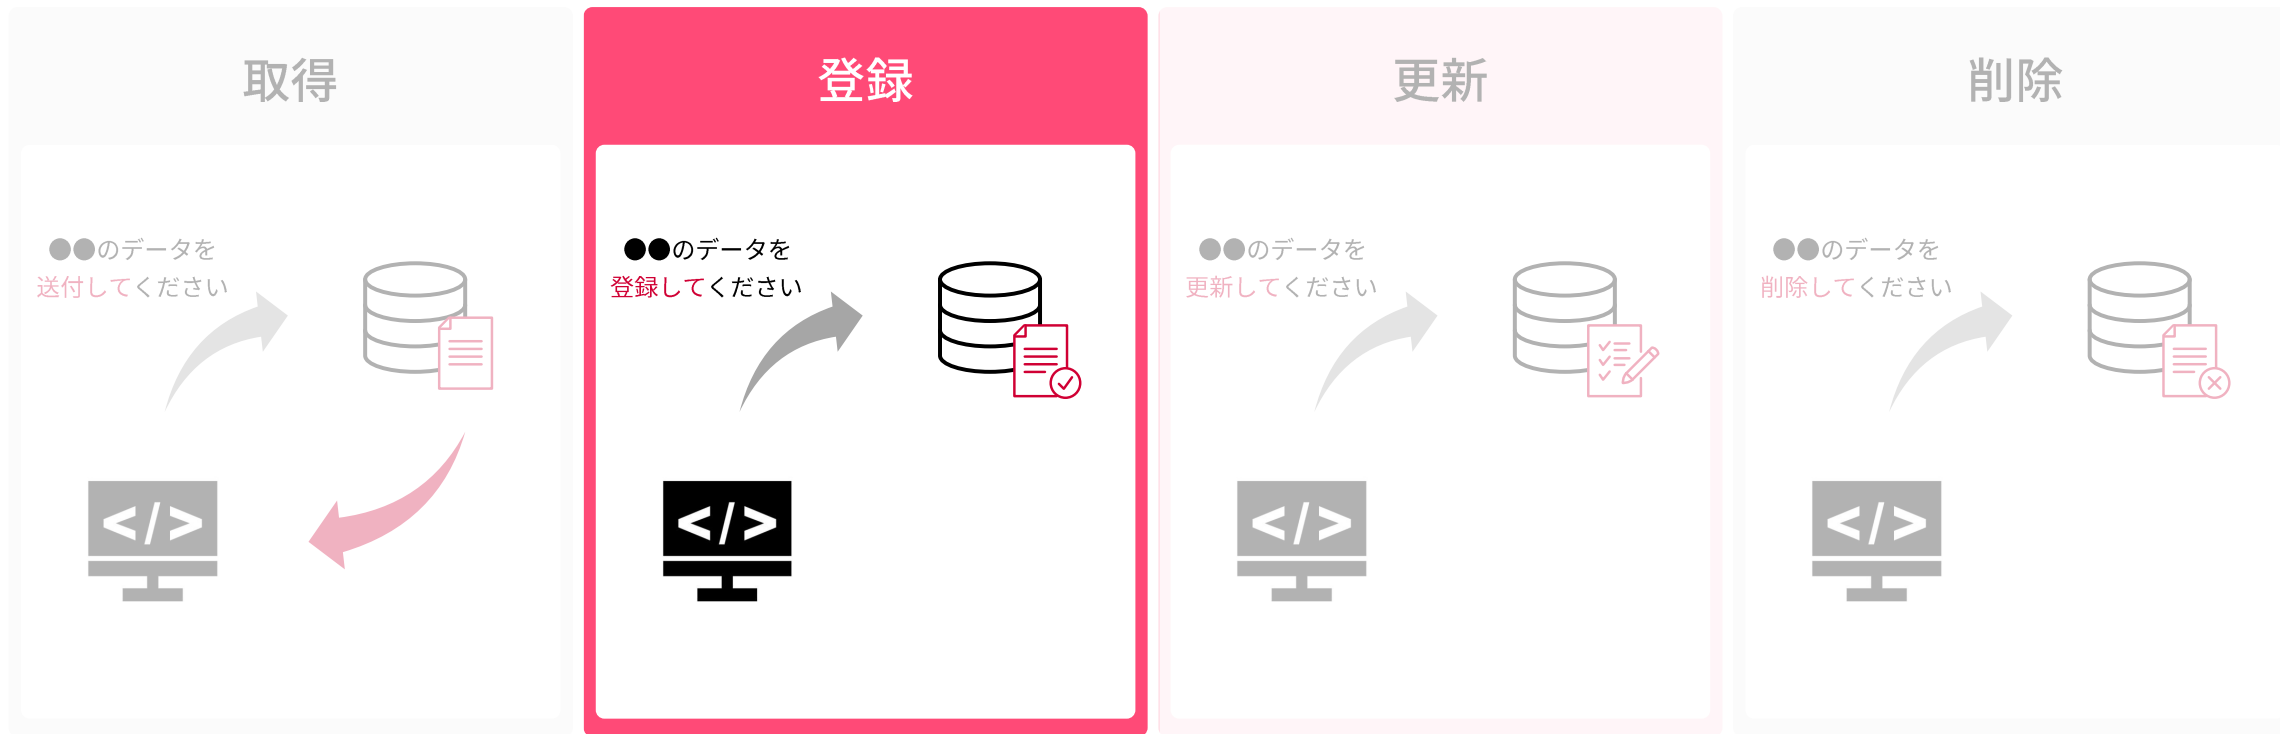 取得
●●のデータを
送付してください
</>
登録
●●のデータを
登録してください
</>
更新
●●のデータを
更新してください
</>
削除
●●のデータを
削除してください
</>